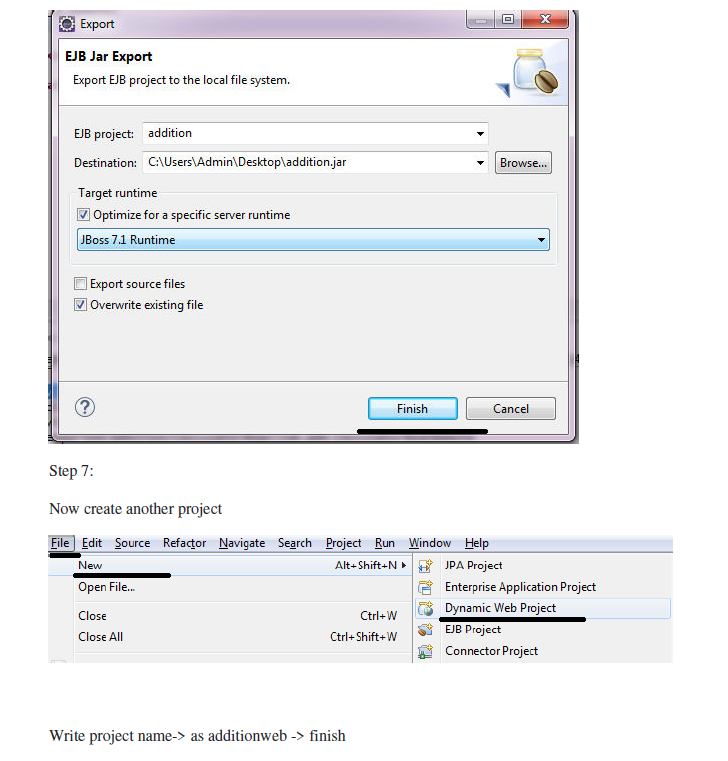 Export
EJB Jar Export
Export EJB project to the local file system.
EJB project: addition
Destination: C:\Users\Admin\Desktop\addition.jar Browse...
Target runtime
Optimize for a specific server runtime
JBoss 7.1 Runtime
Export source files
Overwrite existing file
? Finish Cancel
Step 7:
Now create another project
File Edit Source Refactor Navigate Search Project Run Window Help
New Alt+Shift+N JPA Project
Open File... Enterprise Application Project
Dynamic Web Project
Close Ctrl+W EJB Project
Close All Ctrl+Shift+W Connector Project
Write project name-> as additionweb -> finish